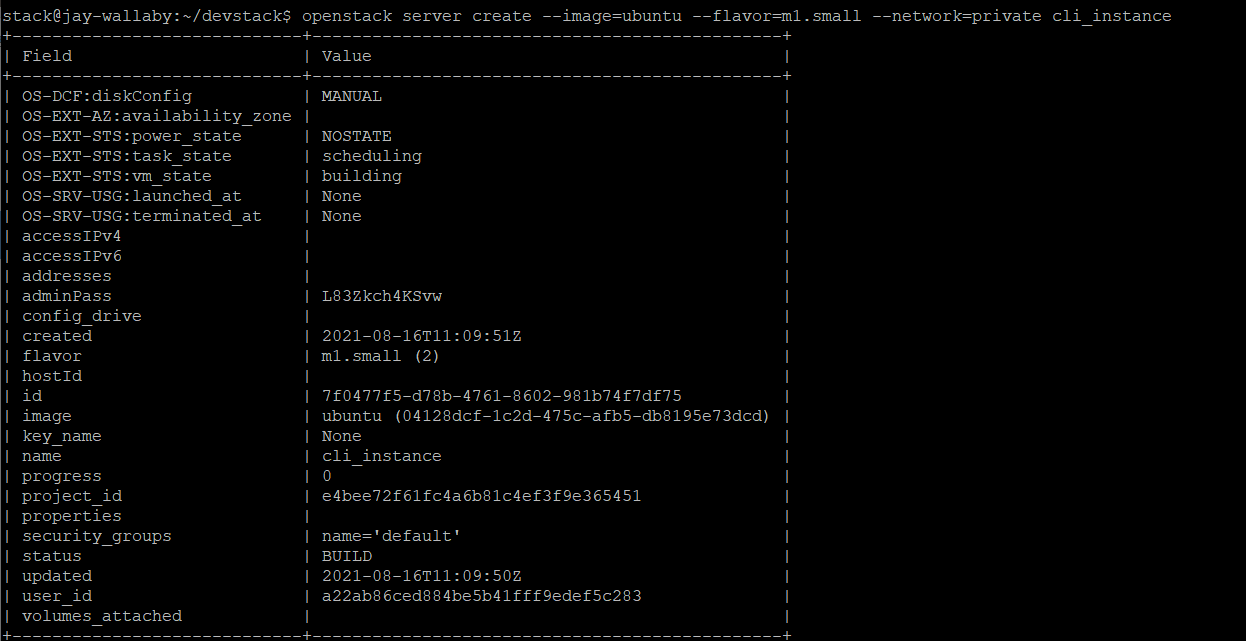 stack@jay-wallaby:~/devstack$ openstack server create --image=ubuntu --flavor=m1.small --network=private cli_instance
+-----------------------------+-----------------------------------------------+
| Field                       | Value                                         |
+-----------------------------+-----------------------------------------------+
| OS-DCF:diskConfig           | MANUAL                                        |
| OS-EXT-AZ:availability_zone |                                               |
| OS-EXT-STS:power_state      | NOSTATE                                       |
| OS-EXT-STS:task_state       | scheduling                                    |
| OS-EXT-STS:vm_state         | building                                      |
| OS-SRV-USG:launched_at      | None                                          |
| OS-SRV-USG:terminated_at    | None                                          |
| accessIPv4                  |                                               |
| accessIPv6                  |                                               |
| addresses                   |                                               |
| adminPass                   | L83Zkch4KSvw                                  |
| config_drive                |                                               |
| created                     | 2021-08-16T11:09:51Z                          |
| flavor                      | m1.small (2)                                  |
| hostId                      |                                               |
| id                          | 7f0477f5-d78b-4761-8602-981b74f7df75          |
| image                       | ubuntu (04128dcf-1c2d-475c-afb5-db8195e73dcd) |
| key_name                    | None                                          |
| name                        | cli_instance                                  |
| progress                    | 0                                             |
| project_id                  | e4bee72f61fc4a6b81c4ef3f9e365451              |
| properties                  |                                               |
| security_groups             | name='default'                                |
| status                      | BUILD                                         |
| updated                     | 2021-08-16T11:09:50Z                          |
| user_id                     | a22ab86ced884be5b41fff9edef5c283              |
| volumes_attached            |                                               |
+-----------------------------+-----------------------------------------------+